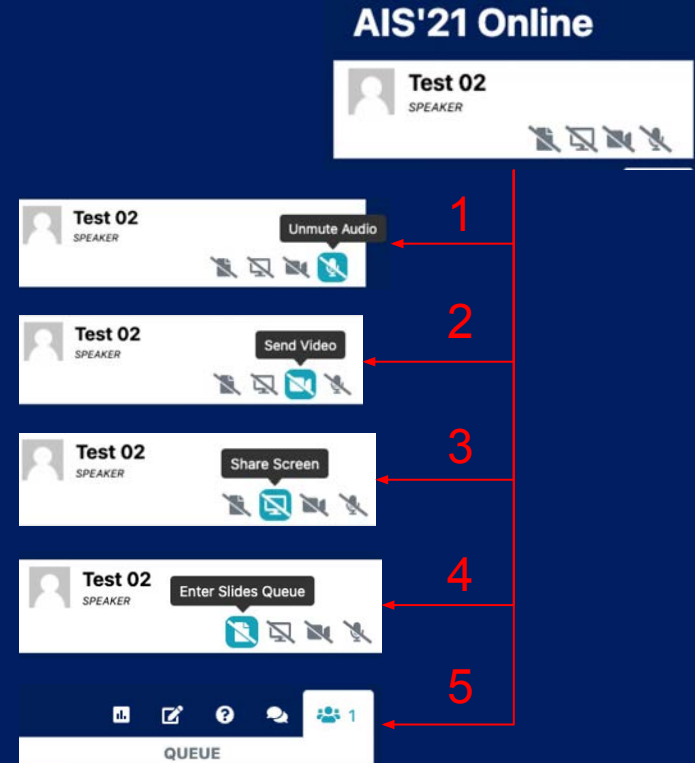 AIS'21 Online
Test 02
SPEAKER
1
Test 02
SPEAKER
Unmute Audio
2
Test 02
SPEAKER
Send Video
3
Test 02
SPEAKER
Share Screen
4
Test 02
SPEAKER
Enter Slides Queue
5
1
QUEUE